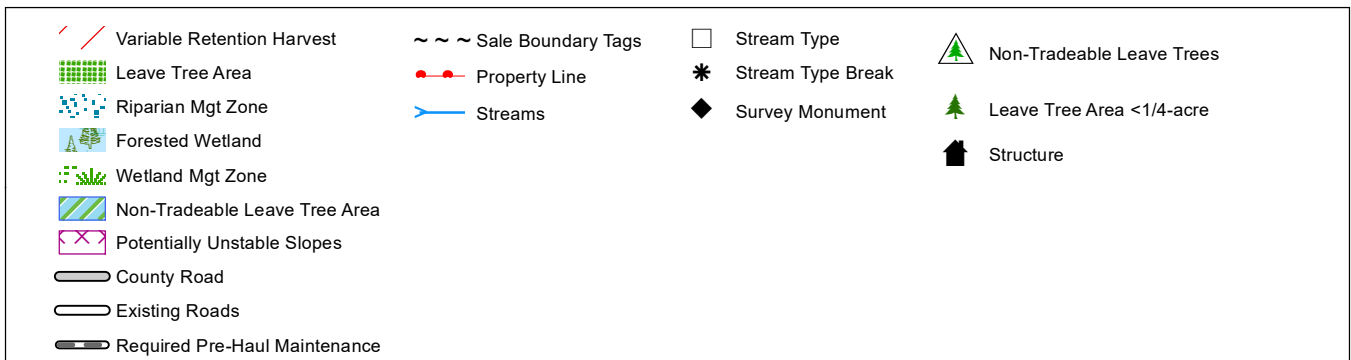 Variable Retention Harvest
Leave Tree Area
Riparian Mgt Zone
Forested Wetland
Wetland Mgt Zone
Non-Tradeable Leave Tree Area
Potentially Unstable Slopes
County Road
Existing Roads
Required Pre-Haul Maintenance
Sale Boundary Tags
Property Line
Streams
Stream Type
Stream Type Break
Survey Monument
Non-Tradeable Leave Trees
Leave Tree Area <1/4-acre
Structure